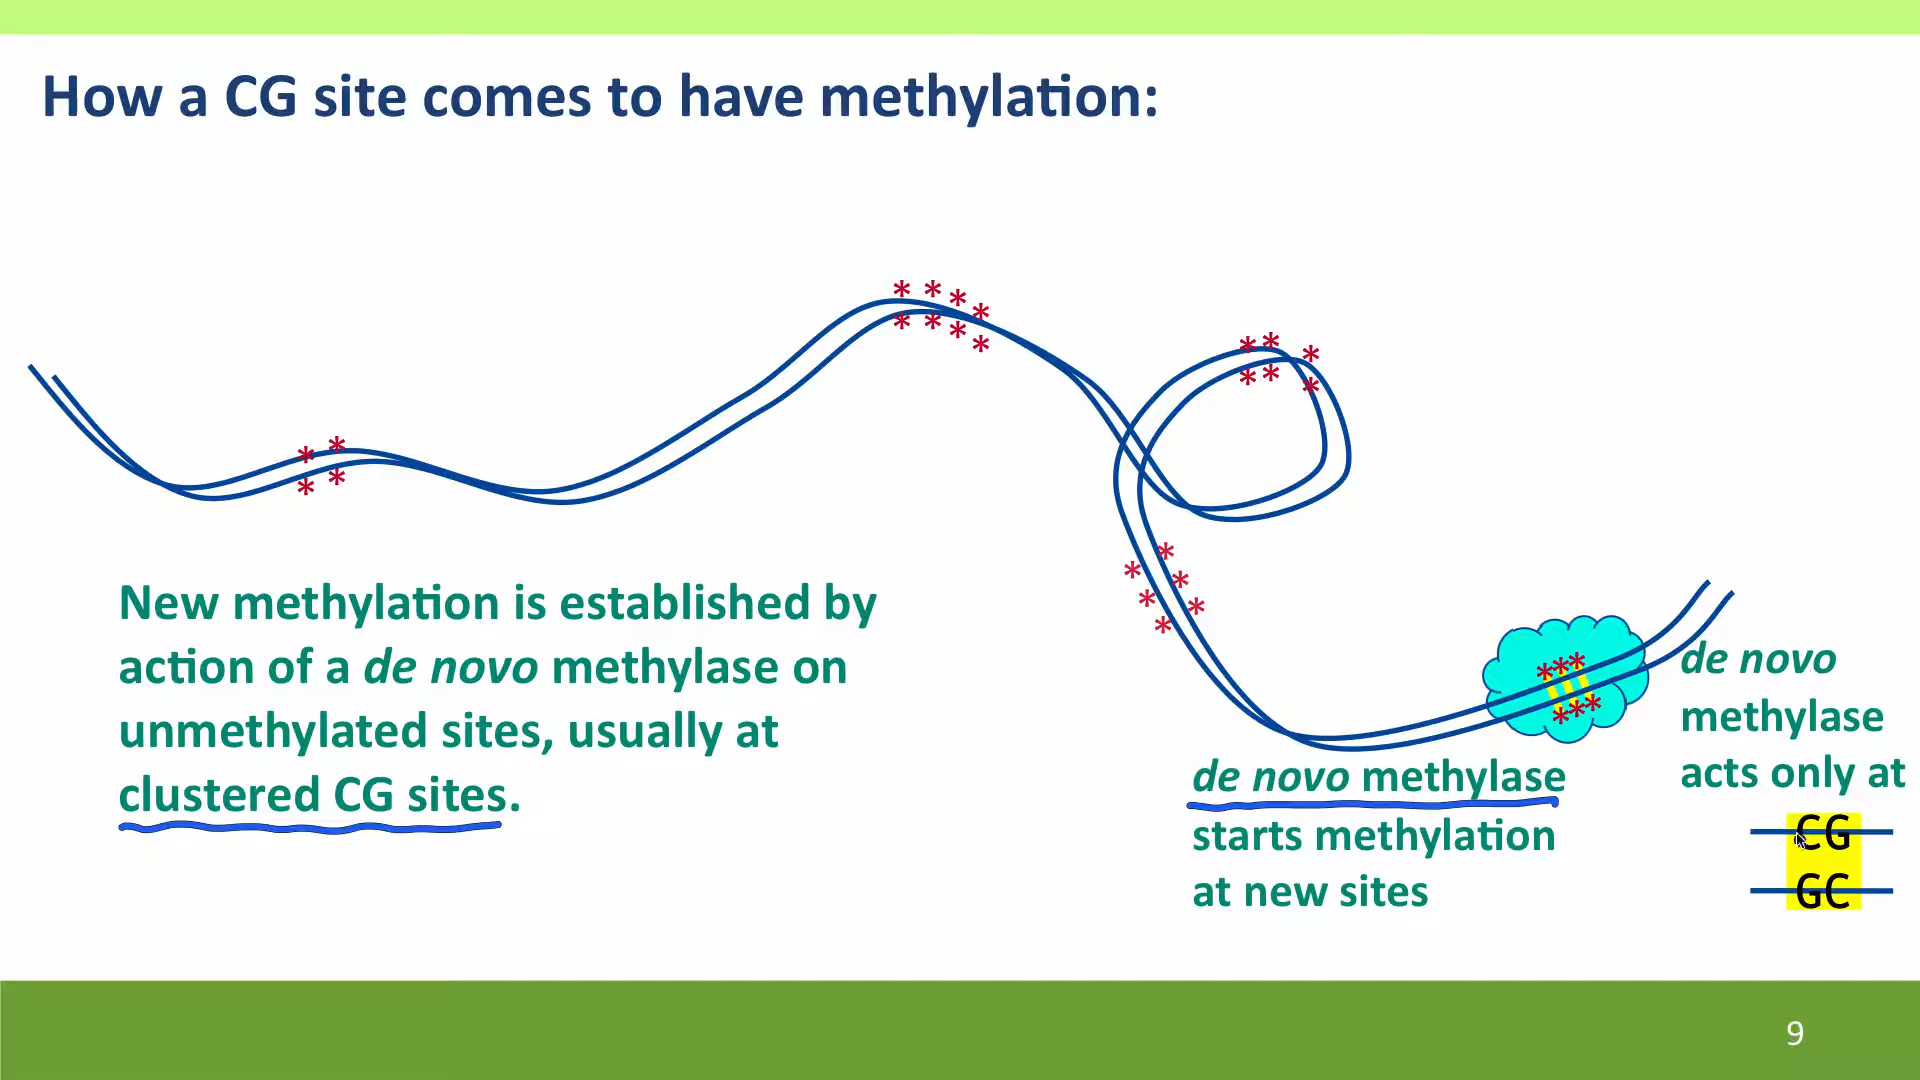 How a CG site comes to have methylation:
New methylation is established by
action of a de novo methylase on
unmethylated sites, usually at
clustered CG sites.
de novo methylase
starts methylation
at new sites
de novo
methylase
acts only at
CG
GC
9